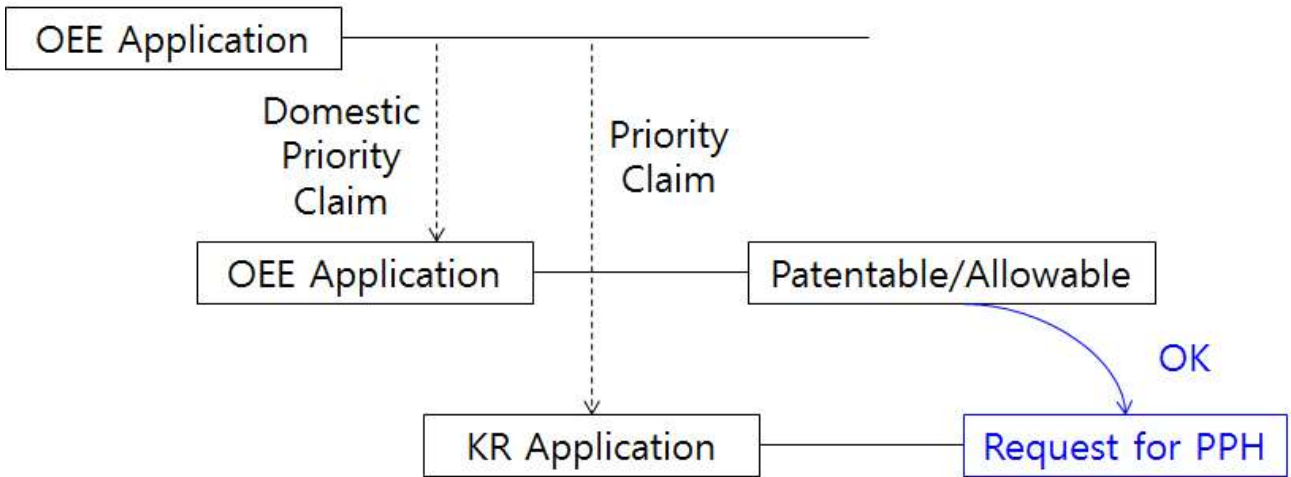 OEE Application
Domestic
Priority
Claim
Priority
Claim
OEE Application
Patentable/Allowable
OK
KR Application
Request for PPH